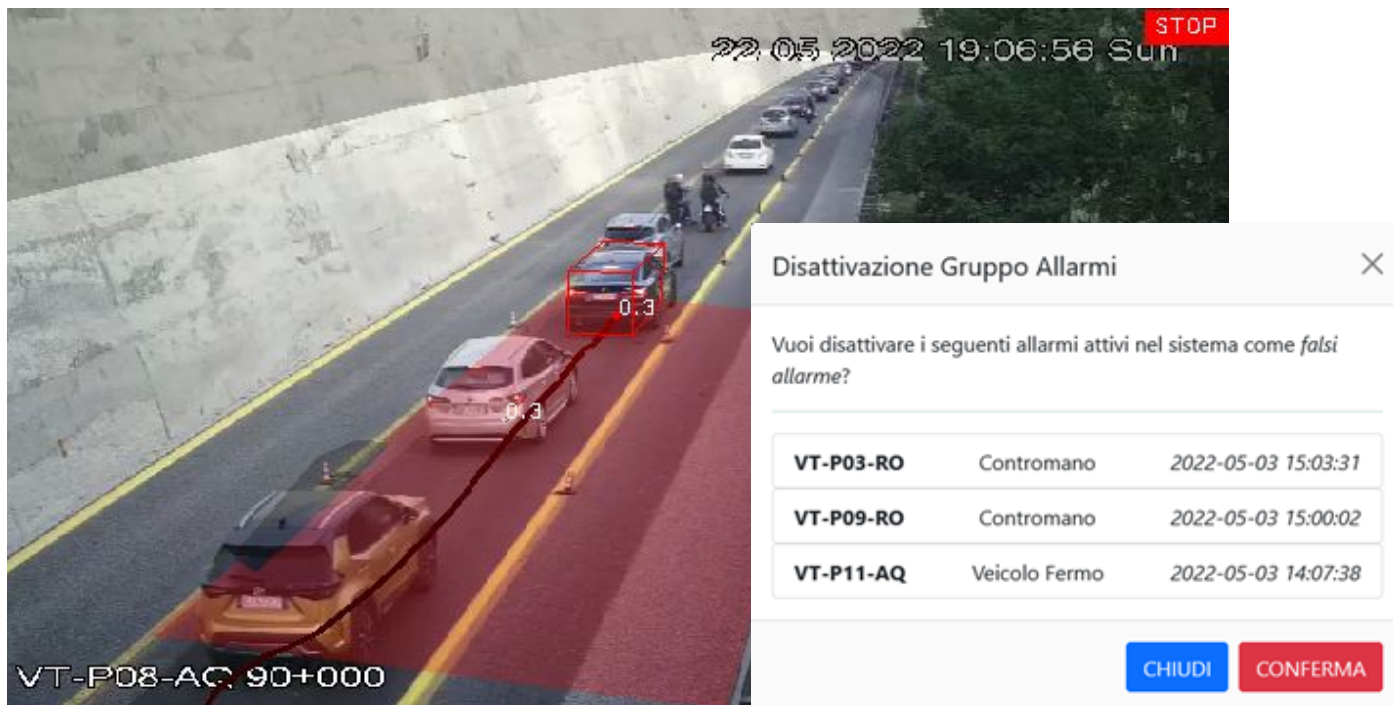 STOP
22 05 2022 19:06:56 Sun
0.3
0.3
VT-P08-AQ 90+000
Disattivazione Gruppo Allarmi
Vuoi disattivare i seguenti allarmi attivi nel sistema come falsi
allarme?
VT-P03-RO Contromano 2022-05-03 15:03:31
VT-P09-RO Contromano 2022-05-03 15:00:02
VT-P11-AQ Veicolo Fermo 2022-05-03 14:07:38
CHIUDI CONFERMA